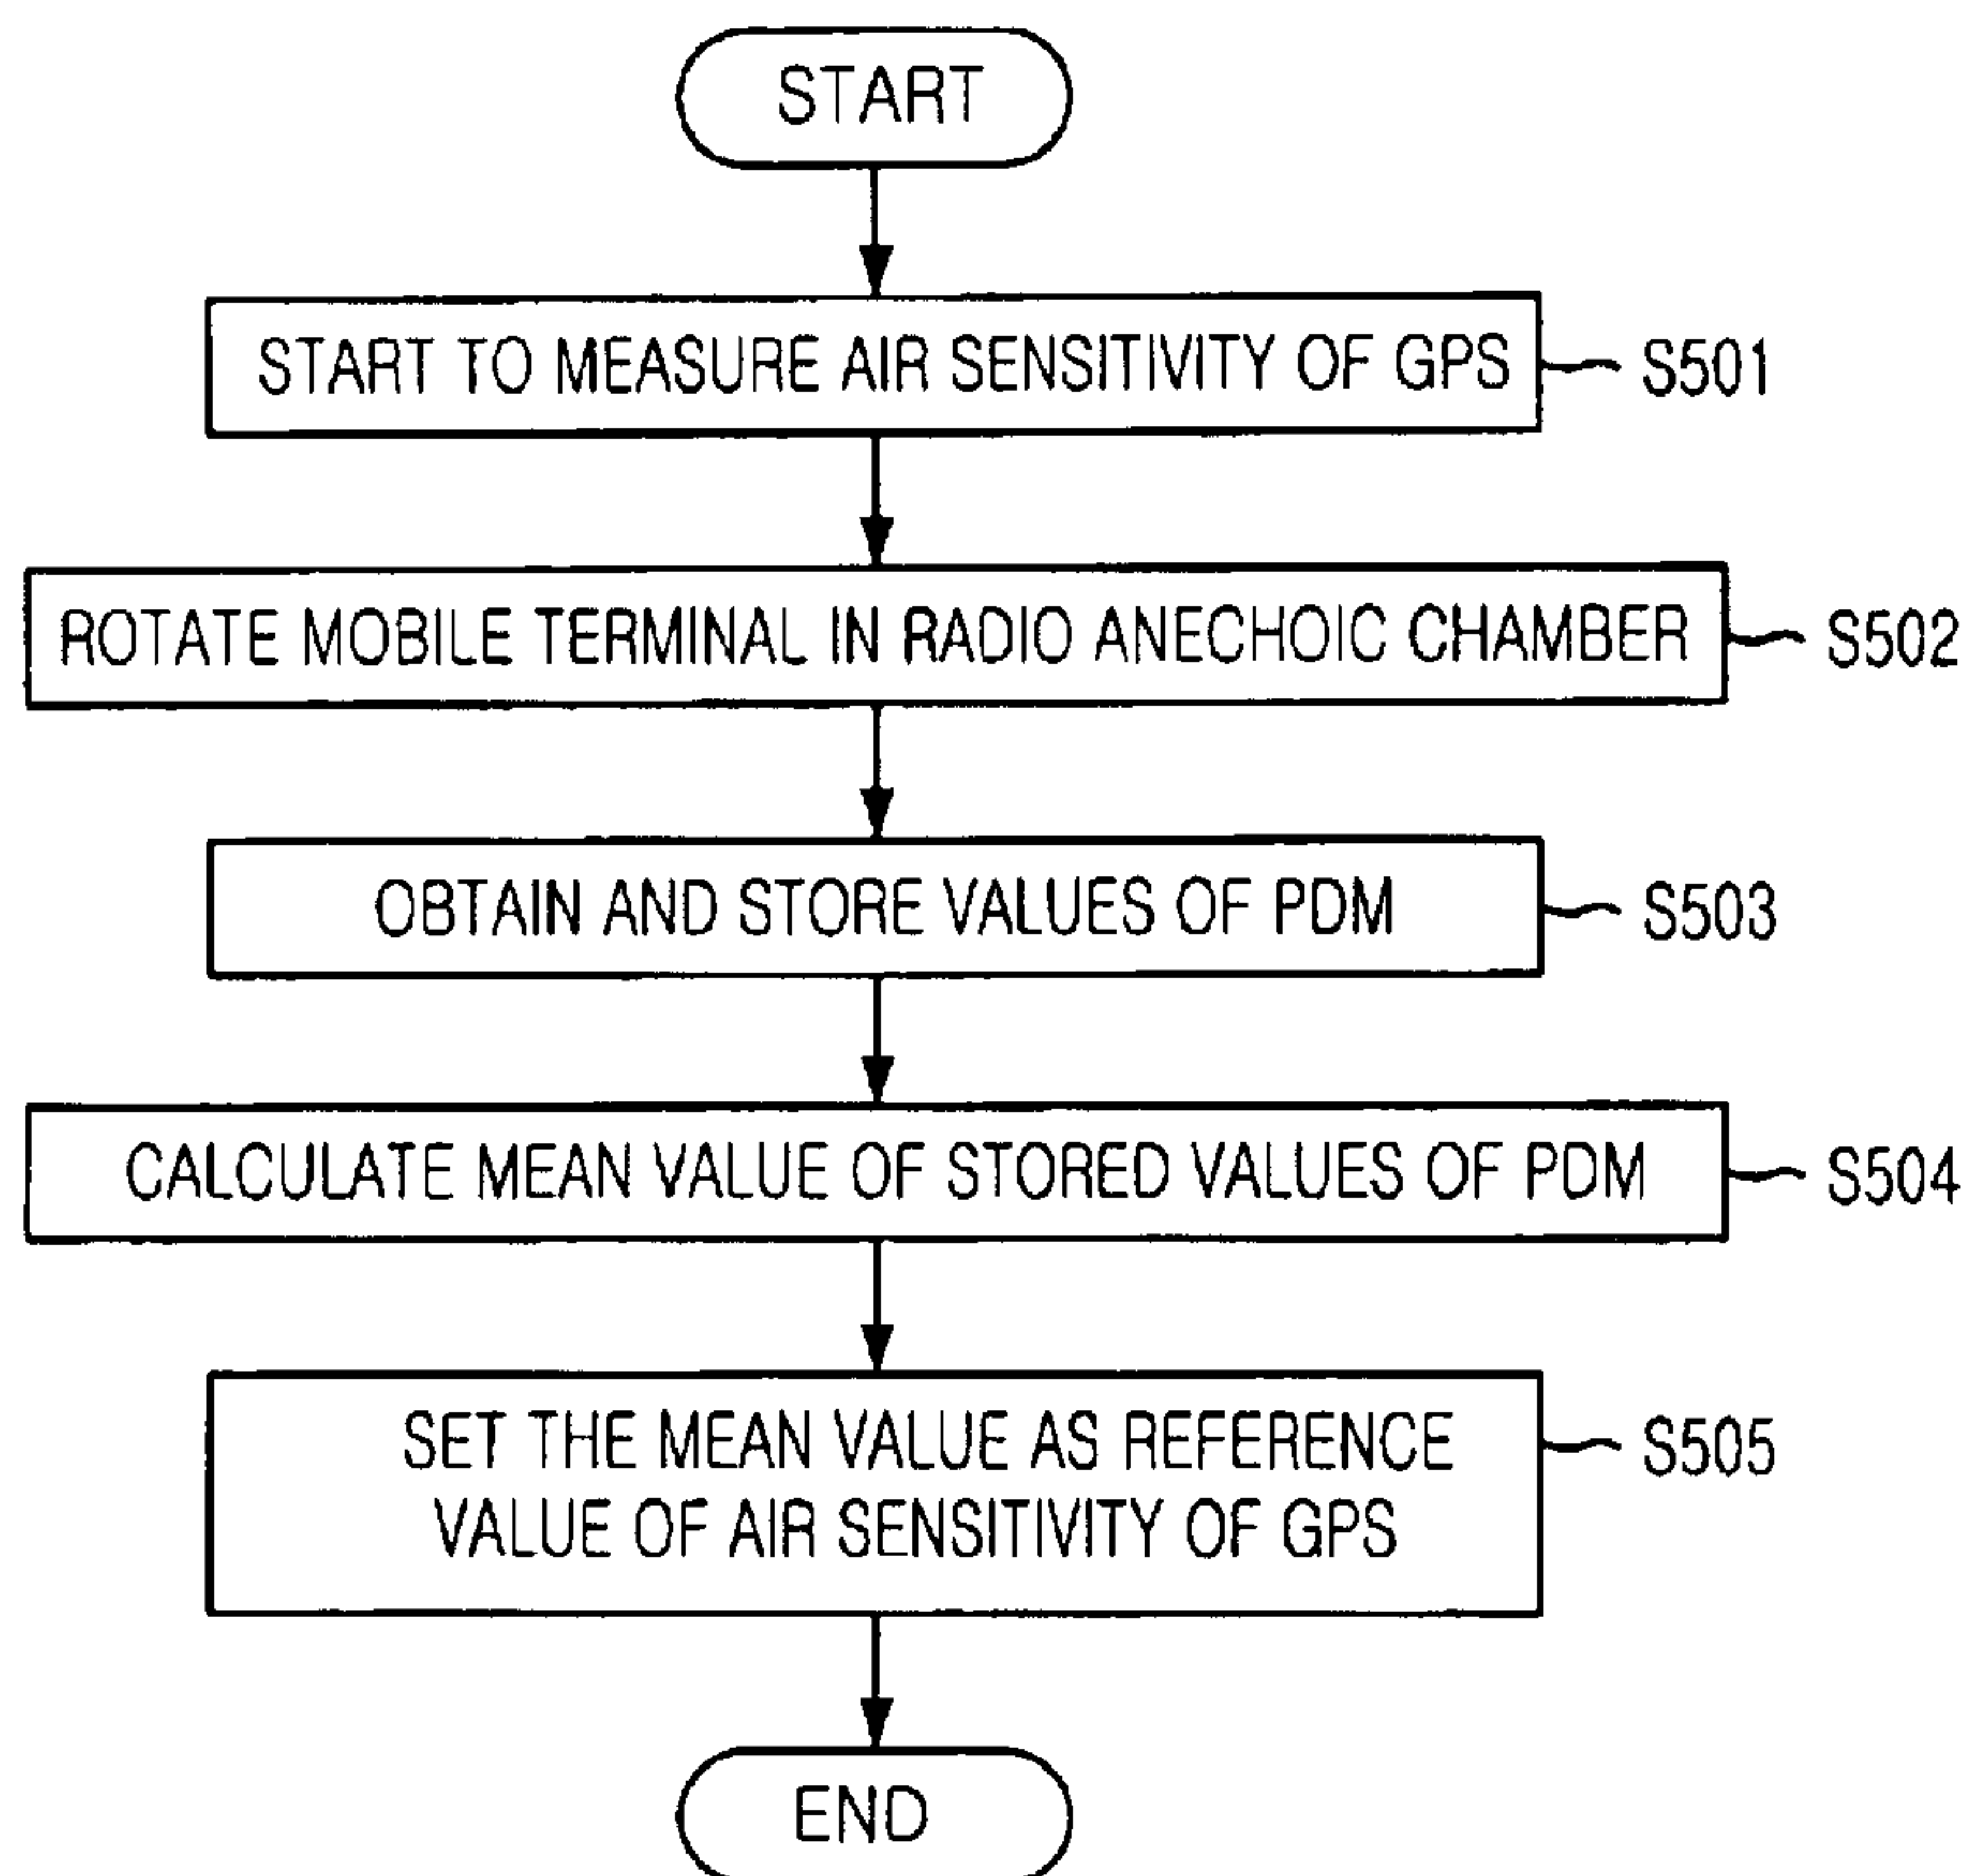 START
START TO MEASURE AIR SENSITIVITY OF GPS
S501
ROTATE MOBILE TERMINAL IN RADIO ANECHOIC CHAMBER
S502
OBTAIN AND STORE VALUES OF PDM
S503
CALCULATE MEAN VALUE OF STORED VALUES OF PDM
S504
SET THE MEAN VALUE AS REFERENCE
VALUE OF AIR SENSITIVITY OF GPS
S505
END